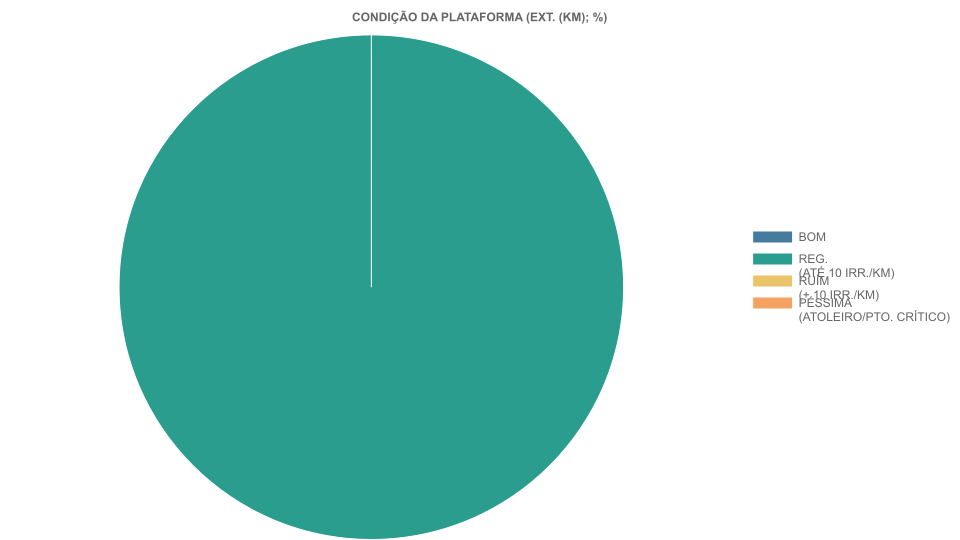 CONDIÇÃO DA PLATAFORMA (EXT. (KM); %)
BOM
REG.
(ATÉ 10 IRR./KM)
RUIM
(+ 10 IRR./KM)
PÉSSIMA
(ATOLEIRO/PTO. CRÍTICO)